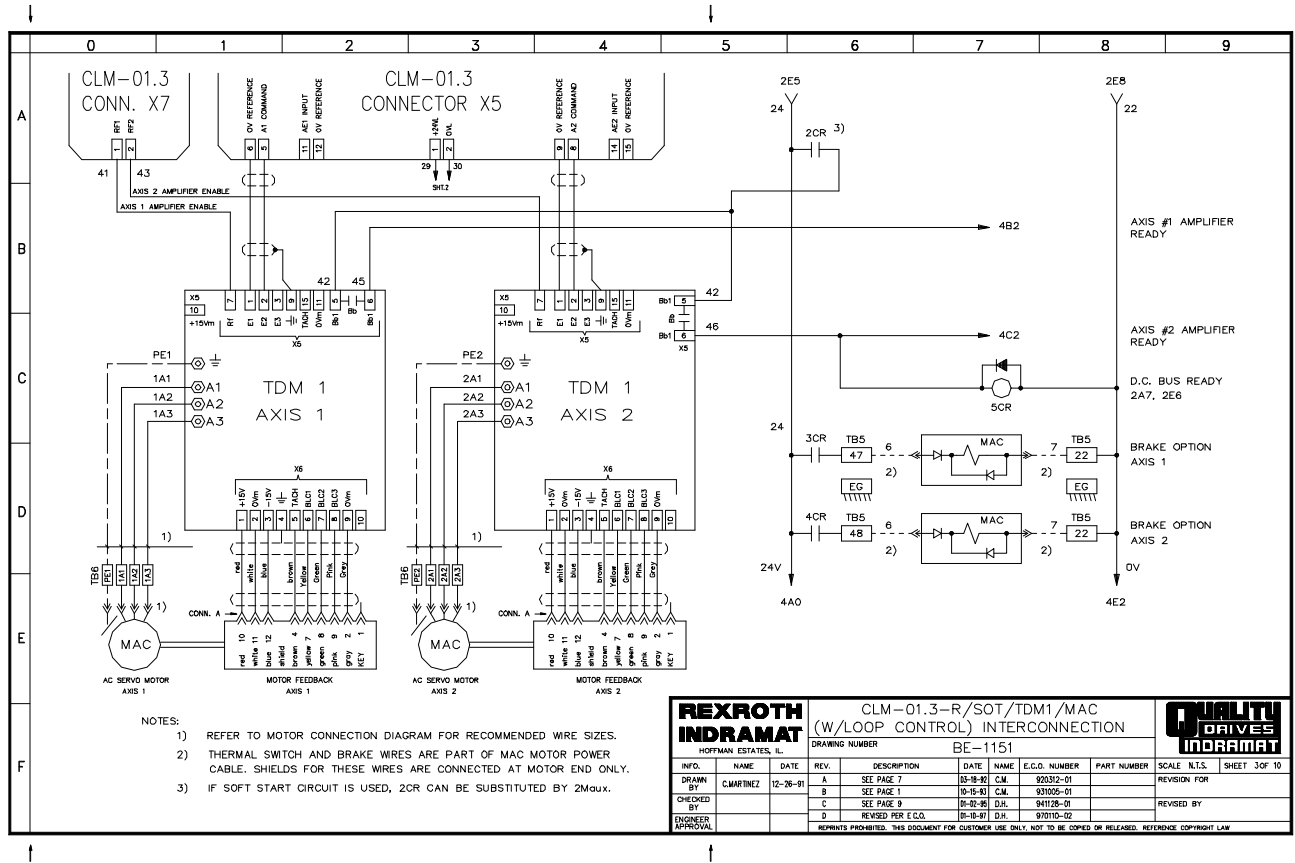 0 1 2 3 4 5 6 7 8 9
A
B
C
D
E
F
CLM-01.3
CONN. X7
RF1
RF2
1 2
41 43
CLM-01.3
CONNECTOR X5
0V REFERENCE
A1 COMMAND
AE1 INPUT
0V REFERENCE
+24VL
0VL
0V REFERENCE
A2 COMMAND
AE2 INPUT
0V REFERENCE
6 5 11 12 1 2 9 8 14 15
29 30
SHT.2
AXIS 2 AMPLIFIER ENABLE
AXIS 1 AMPLIFIER ENABLE
2E5
24
2CR 3)
2E8
22
4B2
AXIS #1 AMPLIFIER
READY
42 45
X5
10
+15Vm
7 1 2 3 9 15 11 5 6
Rf E1 E2 E3 TACH 0Vm Bb1 Bb Bb1
X5
X5
10
+15Vm
7 1 2 3 9 15 11
Rf E1 E2 E3 TACH 0Vm
X5
Bb1 5 42
Bb
Bb1 6 46
X5
4C2
AXIS #2 AMPLIFIER
READY
PE1
1A1 A1
1A2 A2
1A3 A3
TDM 1
AXIS 1
PE2
2A1 A1
2A2 A2
2A3 A3
TDM 1
AXIS 2
5CR
D.C. BUS READY
2A7, 2E6
24
3CR TB5 47 6 2) MAC 7 2) TB5 22
BRAKE OPTION
AXIS 1
EG EG
4CR TB5 48 6 2) MAC 7 2) TB5 22
BRAKE OPTION
AXIS 2
24V 0V
4A0 4E2
X6
+15V 0Vm -15V TACH BLC1 BLC2 BLC3 0Vm
1 2 3 4 5 6 7 8 9 10
red white blue brown Yellow Green Pink Grey
X6
+15V 0Vm -15V TACH BLC1 BLC2 BLC3 0Vm
1 2 3 4 5 6 7 8 9 10
red white blue brown Yellow Green Pink Grey
1) 1)
TB6 PE1 1A1 1A2 1A3
TB6 PE2 2A1 2A2 2A3
1) CONN. A
1) CONN. A
MAC
10 11 12 4 7 8 9 2 1
red white blue shield brown yellow green pink gray KEY
MAC
10 11 12 4 7 8 9 2 1
red white blue shield brown yellow green pink gray KEY
AC SERVO MOTOR
AXIS 1
MOTOR FEEDBACK
AXIS 1
AC SERVO MOTOR
AXIS 2
MOTOR FEEDBACK
AXIS 2
NOTES:
1) REFER TO MOTOR CONNECTION DIAGRAM FOR RECOMMENDED WIRE SIZES.
2) THERMAL SWITCH AND BRAKE WIRES ARE PART OF MAC MOTOR POWER
CABLE. SHIELDS FOR THESE WIRES ARE CONNECTED AT MOTOR END ONLY.
3) IF SOFT START CIRCUIT IS USED, 2CR CAN BE SUBSTITUTED BY 2Maux.
REXROTH
INDRAMAT
HOFFMAN ESTATES, IL.
CLM-01.3-R/SOT/TDM1/MAC
(W/LOOP CONTROL) INTERCONNECTION
DRAWING NUMBER
BE-1151
QUALITY
DRIVES
INDRAMAT
INFO. NAME DATE REV. DESCRIPTION DATE NAME E.C.O. NUMBER PART NUMBER SCALE N.T.S. SHEET 3 OF 10
DRAWN BY C.MARTINEZ 12-26-91
A SEE PAGE 7 03-18-92 C.M. 920312-01
REVISION FOR
B SEE PAGE 1 10-15-93 C.M. 931005-01
CHECKED BY
C SEE PAGE 9 01-02-95 D.H. 941128-01
REVISED BY
D REVISED PER E.C.O. 01-10-97 D.H. 970110-02
ENGINEER APPROVAL
REPRINTS PROHIBITED. THIS DOCUMENT FOR CUSTOMER USE ONLY, NOT TO BE COPIED OR RELEASED. REFERENCE COPYRIGHT LAW